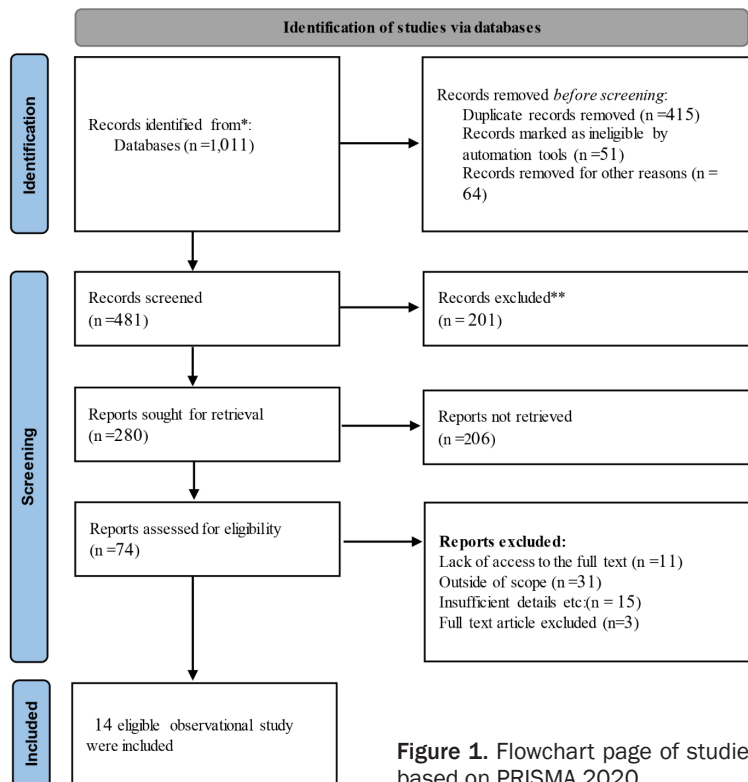 Identification of studies via databases
Identification
Records identified from*:
Databases (n =1,011)
Records removed before screening:
Duplicate records removed (n =415)
Records marked as ineligible by
automation tools (n =51)
Records removed for other reasons (n =
64)
Screening
Records screened
(n =481)
Records excluded**
(n = 201)
Reports sought for retrieval
(n =280)
Reports not retrieved
(n =206)
Reports assessed for eligibility
(n =74)
Reports excluded:
Lack of access to the full text (n =11)
Outside of scope (n =31)
Insufficient details etc:(n = 15)
Full text article excluded (n=3)
Included
14 eligible observational study
were included
Figure 1. Flowchart page of studie
based on PRISMA 2020